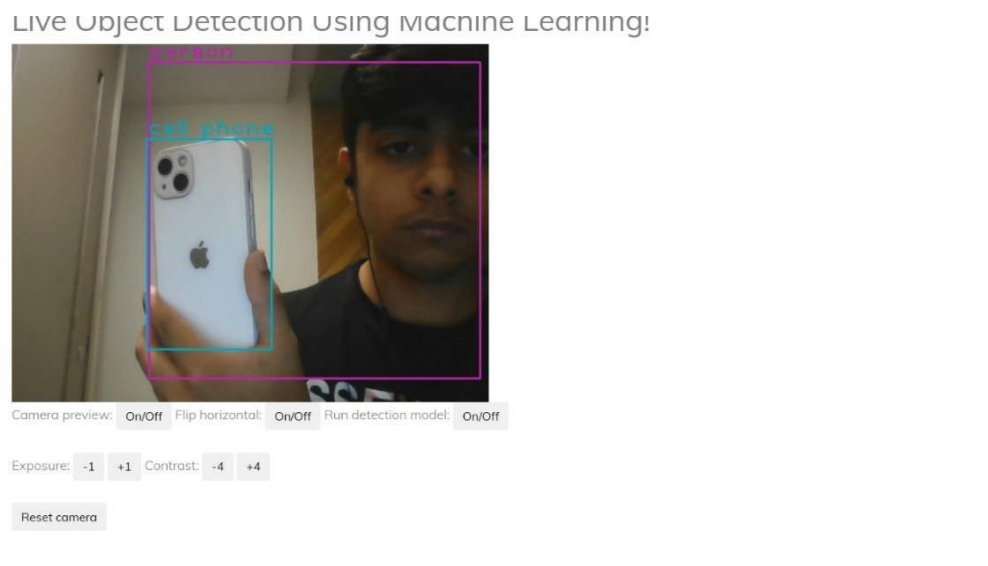 Live Object Detection Using Machine Learning!
person
cell phone
Camera preview: On/Off Flip horizontal: On/Off Run detection model: On/Off
Exposure: -1 +1 Contrast: -4 +4
Reset camera